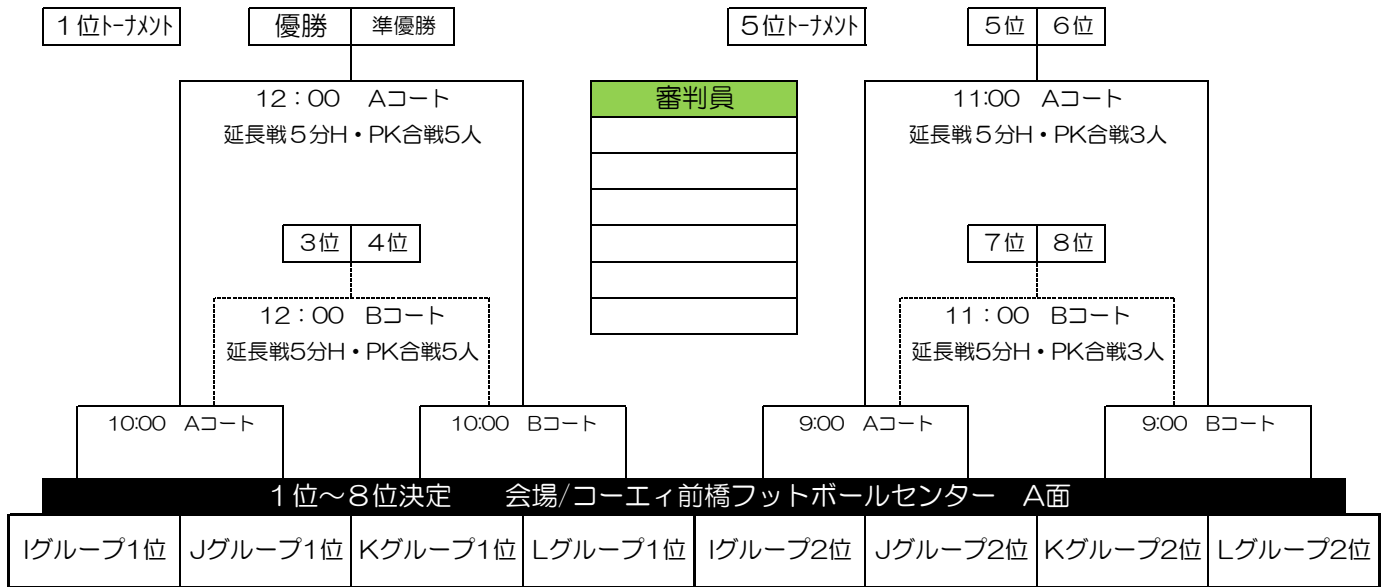 １位トーナメント 優勝 準優勝 ５位トーナメント ５位 ６位
12：00 Aコート 審判員 11:00 Aコート
延長戦５分H・PK合戦5人 延長戦５分H・PK合戦3人
３位 ４位 ７位 ８位
12：00 Bコート 11：00 Bコート
延長戦5分H・PK合戦5人 延長戦5分H・PK合戦3人
10:00 Aコート 10:00 Bコート 9:00 Aコート 9:00 Bコート
１位～８位決定 会場/コーエィ前橋フットボールセンター A面
Iグループ1位 Jグループ1位 Kグループ1位 Lグループ1位 Iグループ2位 Jグループ2位 Kグループ2位 Lグループ2位